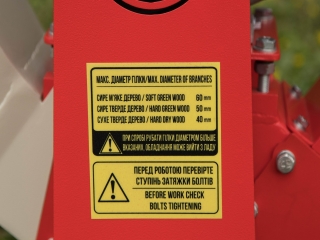 МАКС. ДІАМЕТР ГІЛКИ/MAX. DIAMETER OF BRANCHES
СИРЕ М'ЯКЕ ДЕРЕВО / SOFT GREEN WOOD 60 mm
СИРЕ ТВЕРДЕ ДЕРЕВО / HARD GREEN WOOD 50 mm
СУХЕ ТВЕРДЕ ДЕРЕВО / HARD DRY WOOD 40 mm
ПРИ СПРОБІ РУБАТИ ГІЛКИ ДІАМЕТРОМ БІЛЬШЕ
ВКАЗАНИХ, ОБЛАДНАННЯ МОЖЕ ВИЙТИ З ЛАДУ
ПЕРЕД РОБОТОЮ ПЕРЕВІРТЕ
СТУПІНЬ ЗАТЯЖКИ БОЛТІВ
BEFORE WORK CHECK
BOLTS TIGHTENING